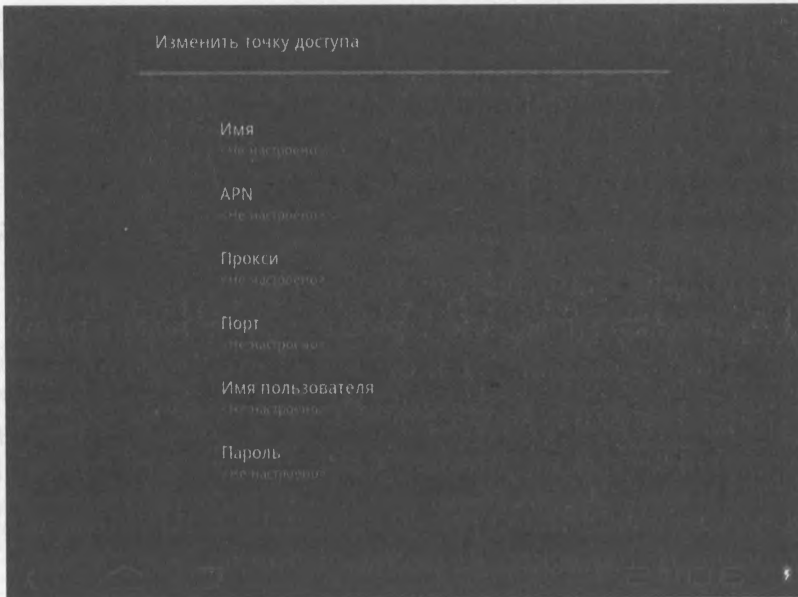 Изменить точку доступа
Имя
<не настроено>
APN
<не настроено>
Прокси
<не настроено>
Порт
<не настроено>
Имя пользователя
<не настроено>
Пароль
<не настроено>